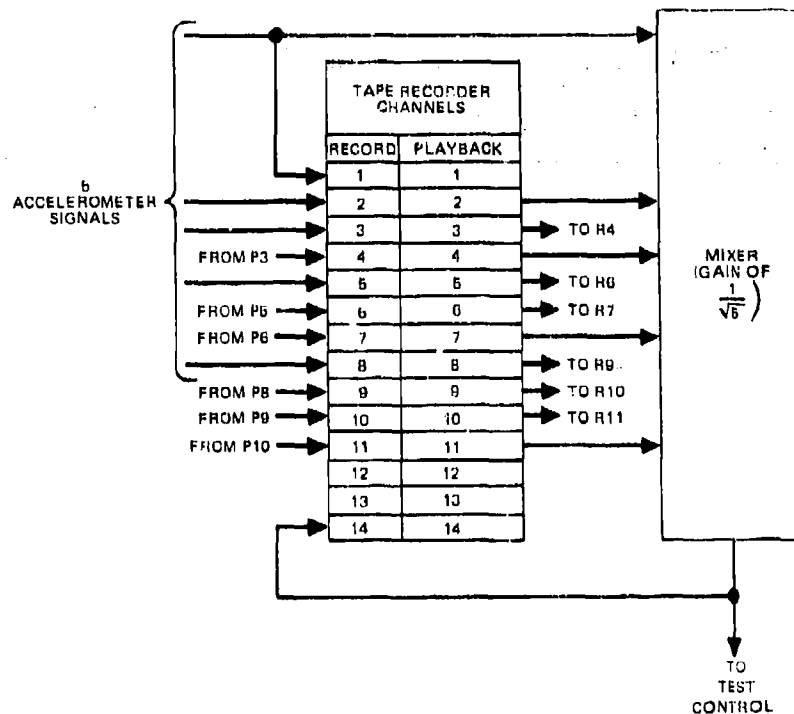 TAPE RECORDER
CHANNELS
RECORD PLAYBACK
1 1
2 2
3 3 TO R4
FROM P3 4 4
5 5 TO R6
FROM P5 6 6 TO R7
FROM P6 7 7
8 8 TO R9
FROM P8 9 9 TO R10
FROM P9 10 10 TO R11
FROM P10 11 11
12 12
13 13
14 14
5
ACCELEROMETER
SIGNALS
MIXER
(GAIN OF
1
√5 )
TO
TEST
CONTROL